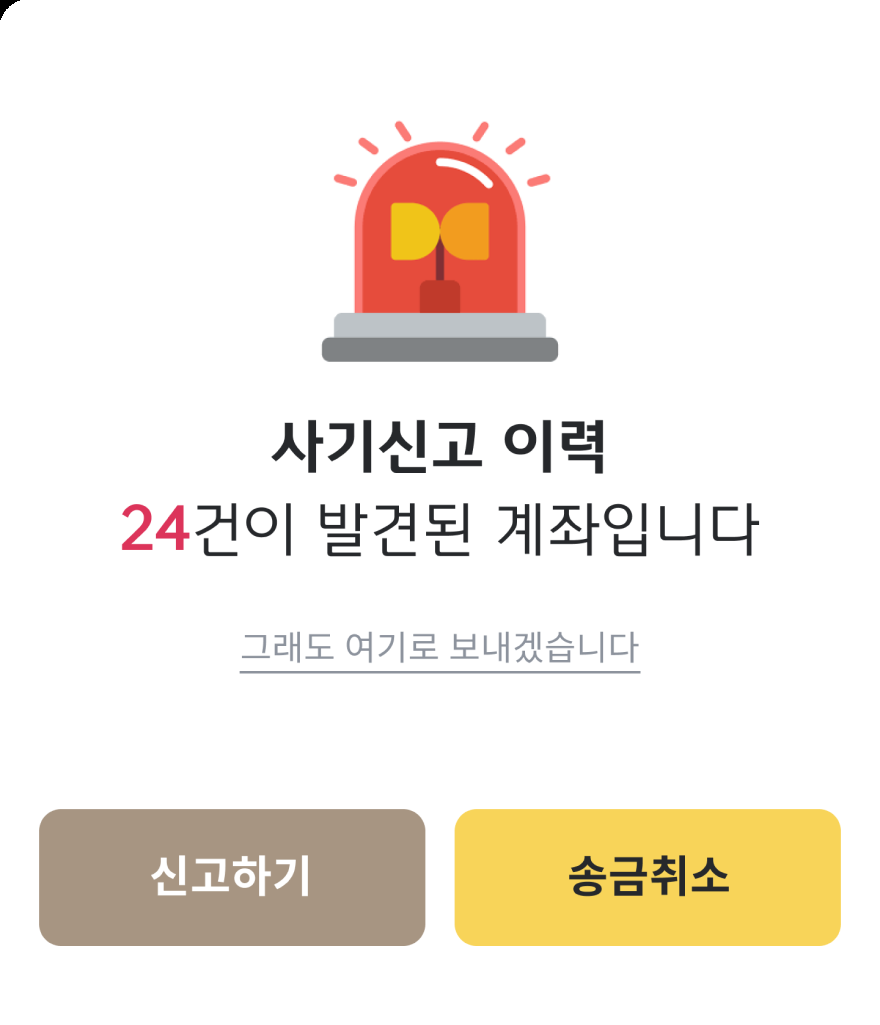 사기신고 이력
24건이 발견된 계좌입니다
그래도 여기로 보내겠습니다
신고하기
송금취소